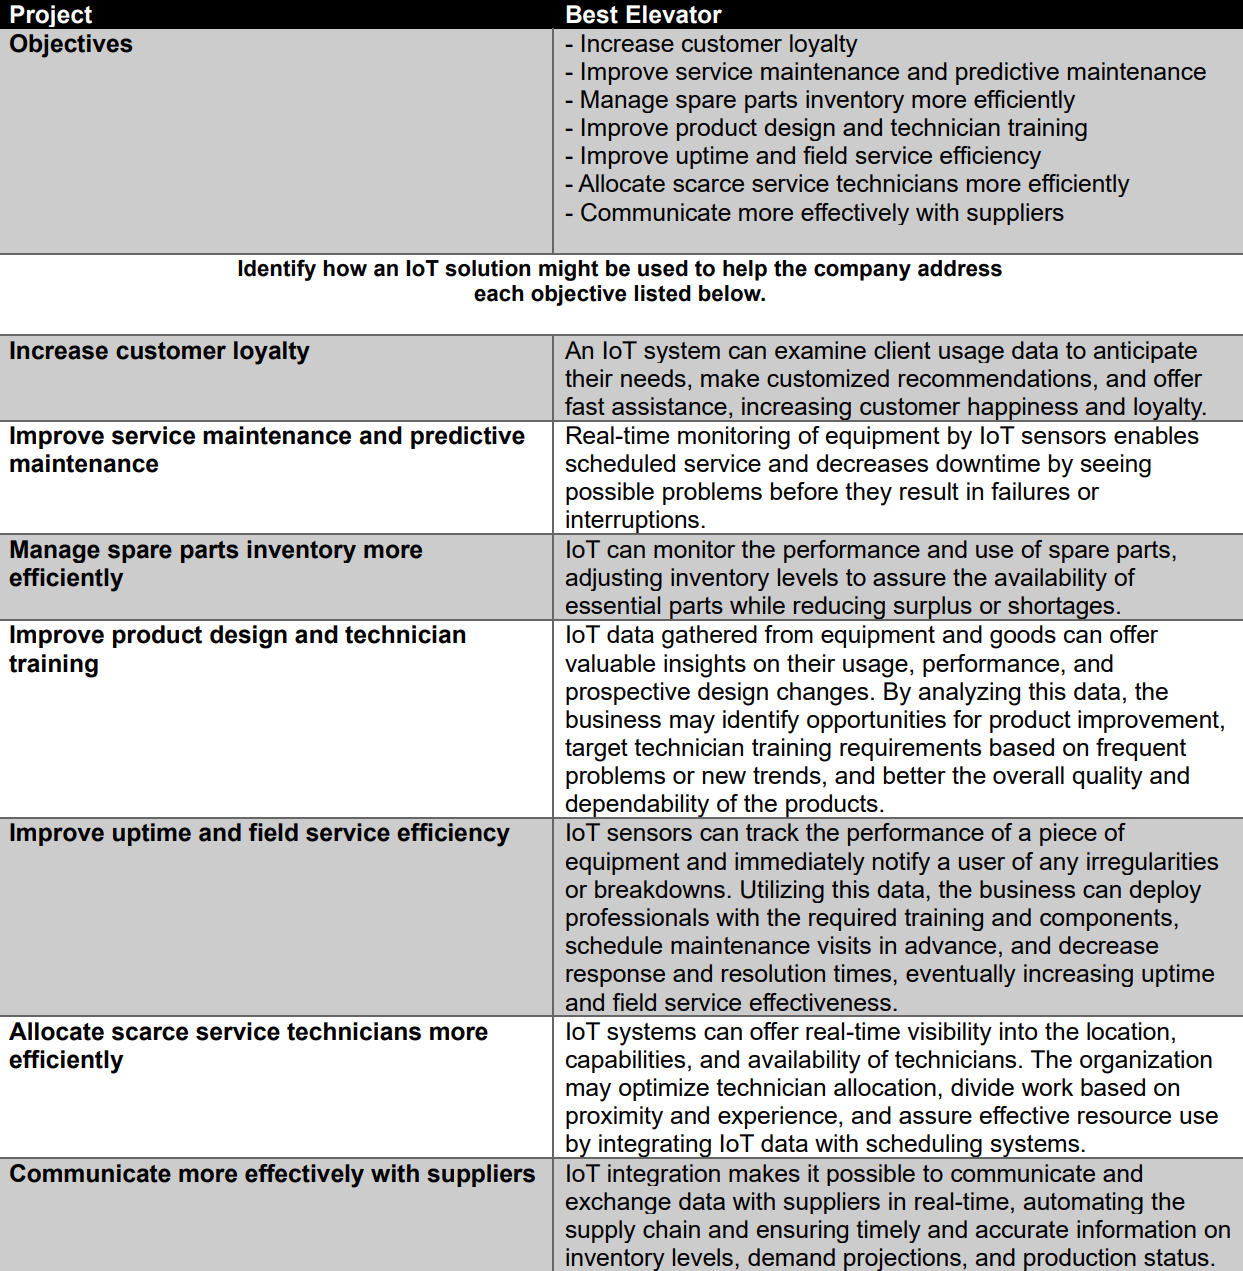 Project
Best Elevator
Objectives
- Increase customer loyalty
- Improve service maintenance and predictive maintenance
- Manage spare parts inventory more efficiently
- Improve product design and technician training
- Improve uptime and field service efficiency
- Allocate scarce service technicians more efficiently
- Communicate more effectively with suppliers
Identify how an IoT solution might be used to help the company address
each objective listed below.
Increase customer loyalty
An IoT system can examine client usage data to anticipate
their needs, make customized recommendations, and offer
fast assistance, increasing customer happiness and loyalty.
Improve service maintenance and predictive
maintenance
Real-time monitoring of equipment by IoT sensors enables
scheduled service and decreases downtime by seeing
possible problems before they result in failures or
interruptions.
Manage spare parts inventory more
efficiently
IoT can monitor the performance and use of spare parts,
adjusting inventory levels to assure the availability of
essential parts while reducing surplus or shortages.
Improve product design and technician
training
IoT data gathered from equipment and goods can offer
valuable insights on their usage, performance, and
prospective design changes. By analyzing this data, the
business may identify opportunities for product improvement,
target technician training requirements based on frequent
problems or new trends, and better the overall quality and
dependability of the products.
Improve uptime and field service efficiency
IoT sensors can track the performance of a piece of
equipment and immediately notify a user of any irregularities
or breakdowns. Utilizing this data, the business can deploy
professionals with the required training and components,
schedule maintenance visits in advance, and decrease
response and resolution times, eventually increasing uptime
and field service effectiveness.
Allocate scarce service technicians more
efficiently
IoT systems can offer real-time visibility into the location,
capabilities, and availability of technicians. The organization
may optimize technician allocation, divide work based on
proximity and experience, and assure effective resource use
by integrating IoT data with scheduling systems.
Communicate more effectively with suppliers
IoT integration makes it possible to communicate and
exchange data with suppliers in real-time, automating the
supply chain and ensuring timely and accurate information on
inventory levels, demand projections, and production status.